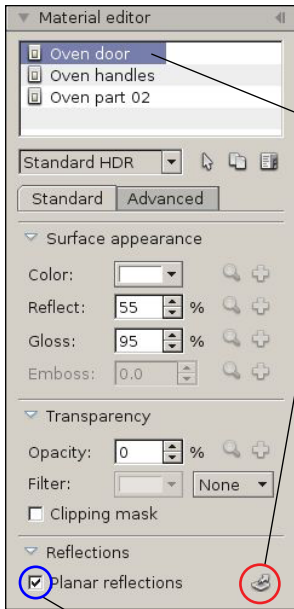 Material editor
Oven door
Oven handles
Oven part 02
Standard HDR
Standard Advanced
Surface appearance
Color:
Reflect: 55 %
Gloss: 95 %
Emboss: 0.0
Transparency
Opacity: 0 %
Filter: None
Clipping mask
Reflections
Planar reflections